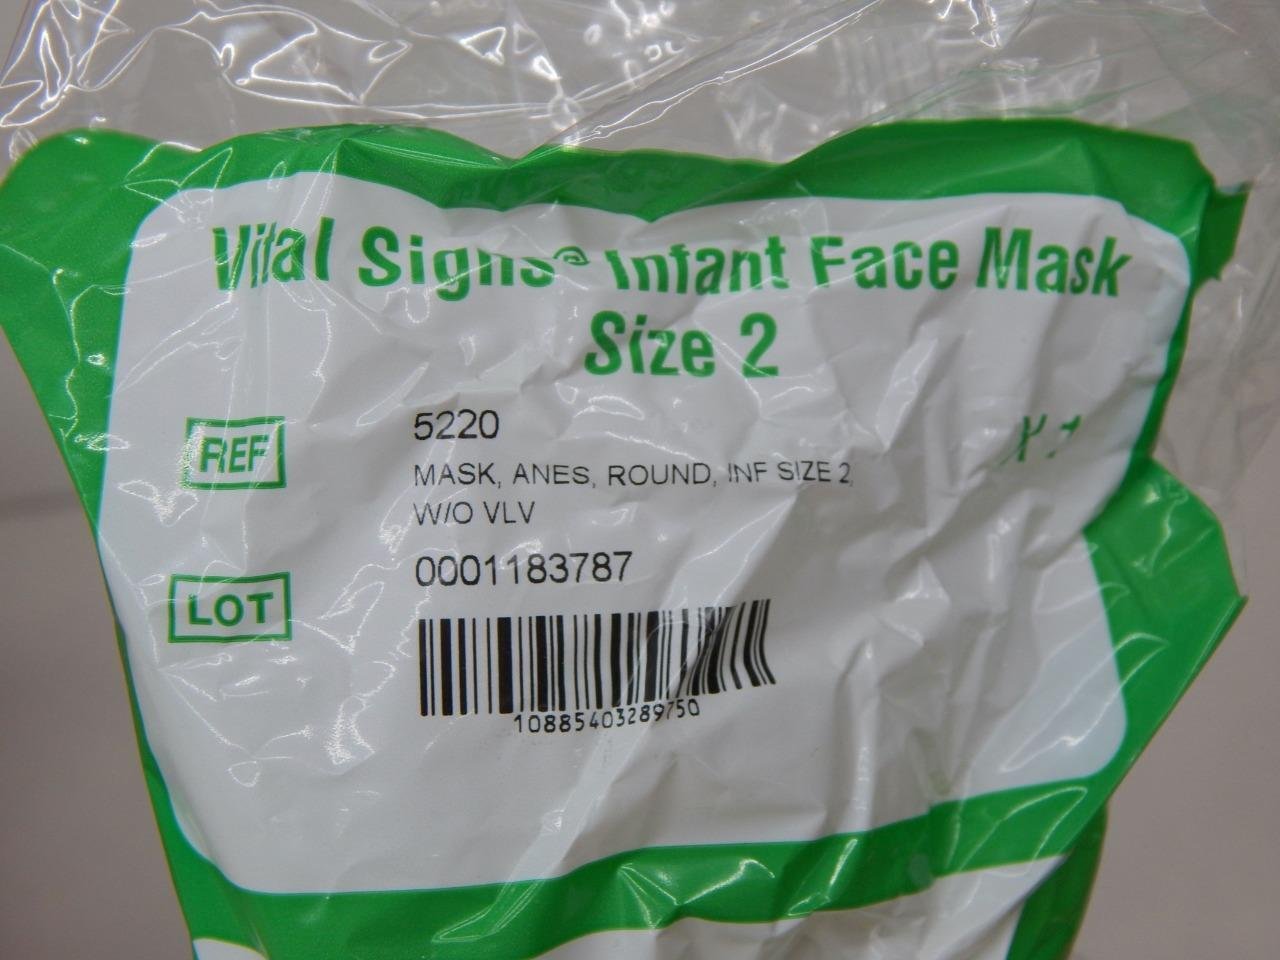 Vital Signs® Infant Face Mask
Size 2
REF
5220
X 1
MASK, ANES, ROUND, INF SIZE 2,
W/O VLV
LOT
0001183787
10885403289750